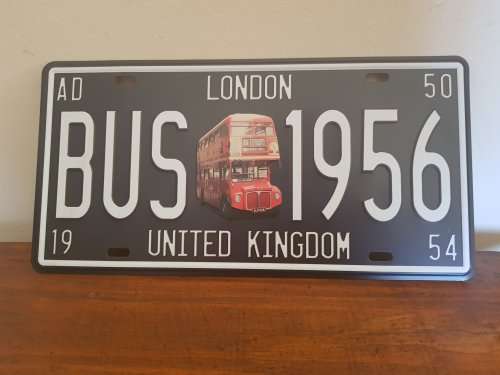 AD LONDON 50
BUS 1956
19 UNITED KINGDOM 54